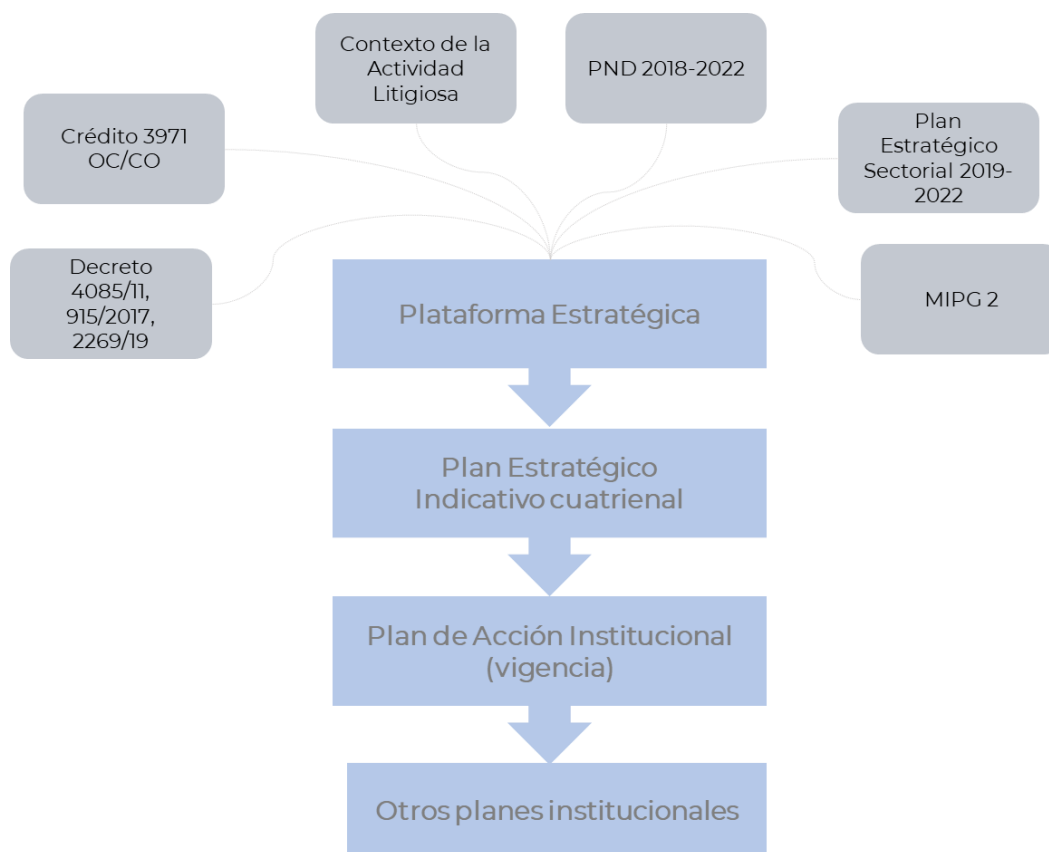 Contexto de la
Actividad
Litigiosa
PND 2018-2022
Crédito 3971
OC/CO
Plan
Estratégico
Sectorial 2019-
2022
Decreto
4085/11,
915/2017,
2269/19
MIPG 2
Plataforma Estratégica
Plan Estratégico
Indicativo cuatrienal
Plan de Acción Institucional
(vigencia)
Otros planes institucionales